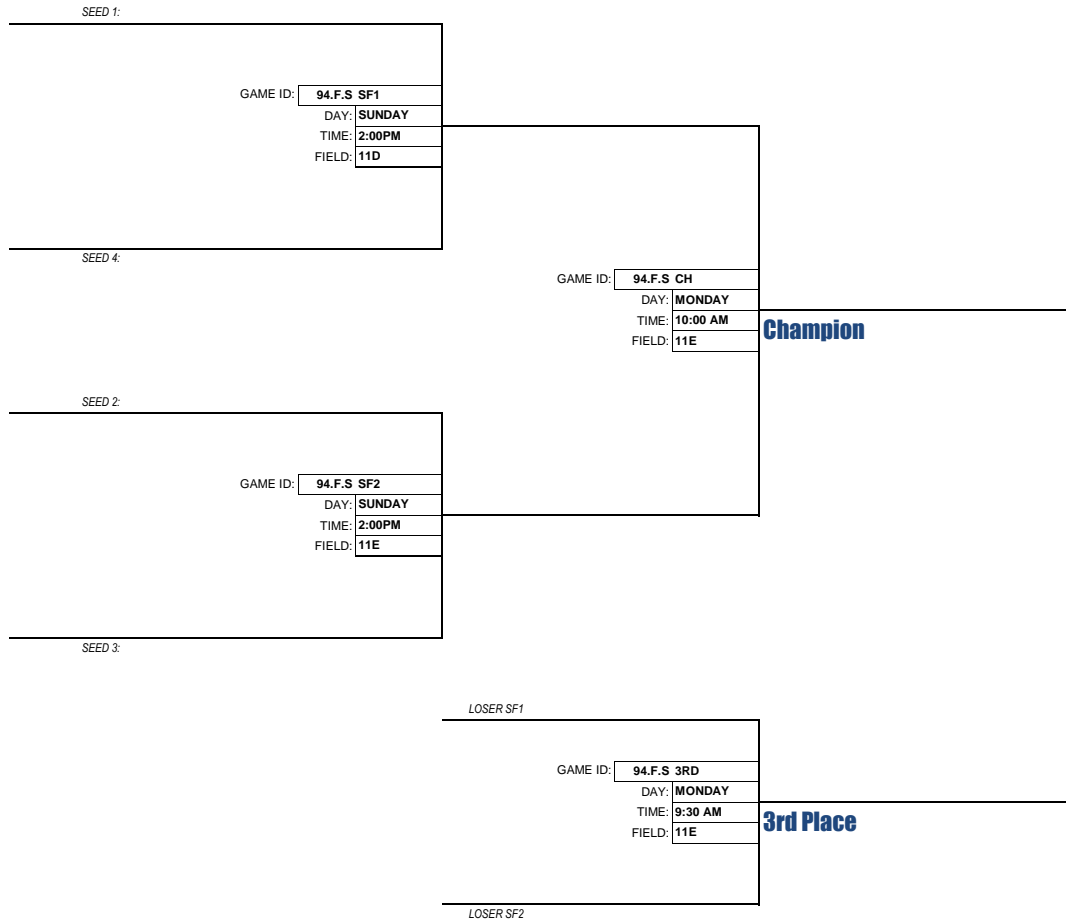 SEED 1:
GAME ID: 94.F.S SF1
DAY: SUNDAY
TIME: 2:00PM
FIELD: 11D
SEED 4:
GAME ID: 94.F.S CH
DAY: MONDAY
TIME: 10:00 AM
FIELD: 11E
Champion
SEED 2:
GAME ID: 94.F.S SF2
DAY: SUNDAY
TIME: 2:00PM
FIELD: 11E
SEED 3:
LOSER SF1
GAME ID: 94.F.S 3RD
DAY: MONDAY
TIME: 9:30 AM
FIELD: 11E
3rd Place
LOSER SF2